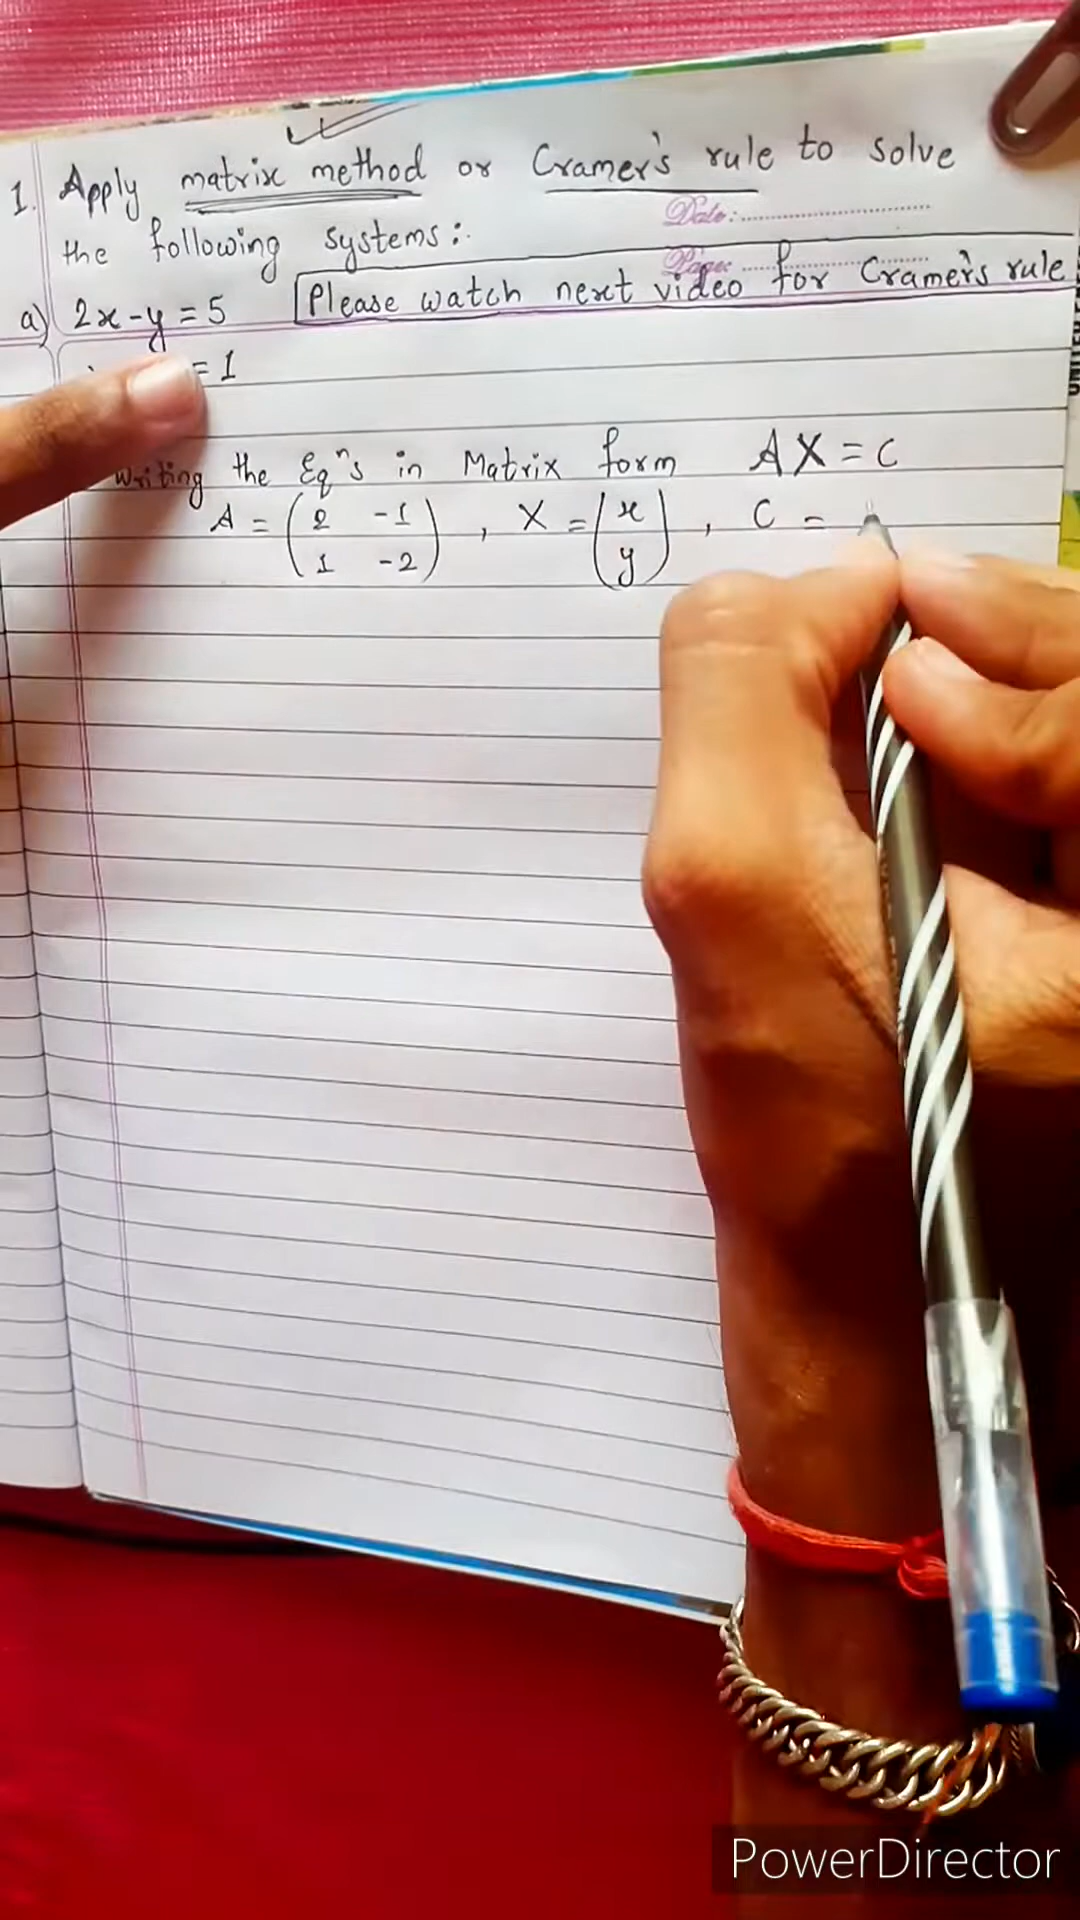 1. Apply matrix method or Cramer's rule to solve
Date:
the following systems:
Page:
Please watch next video for Cramer's rule
a) 2x-y=5
=1
Writing the Eqⁿs in Matrix form AX=C
A = (2 -1
1 -2), X = (x
y), C =
PowerDirector